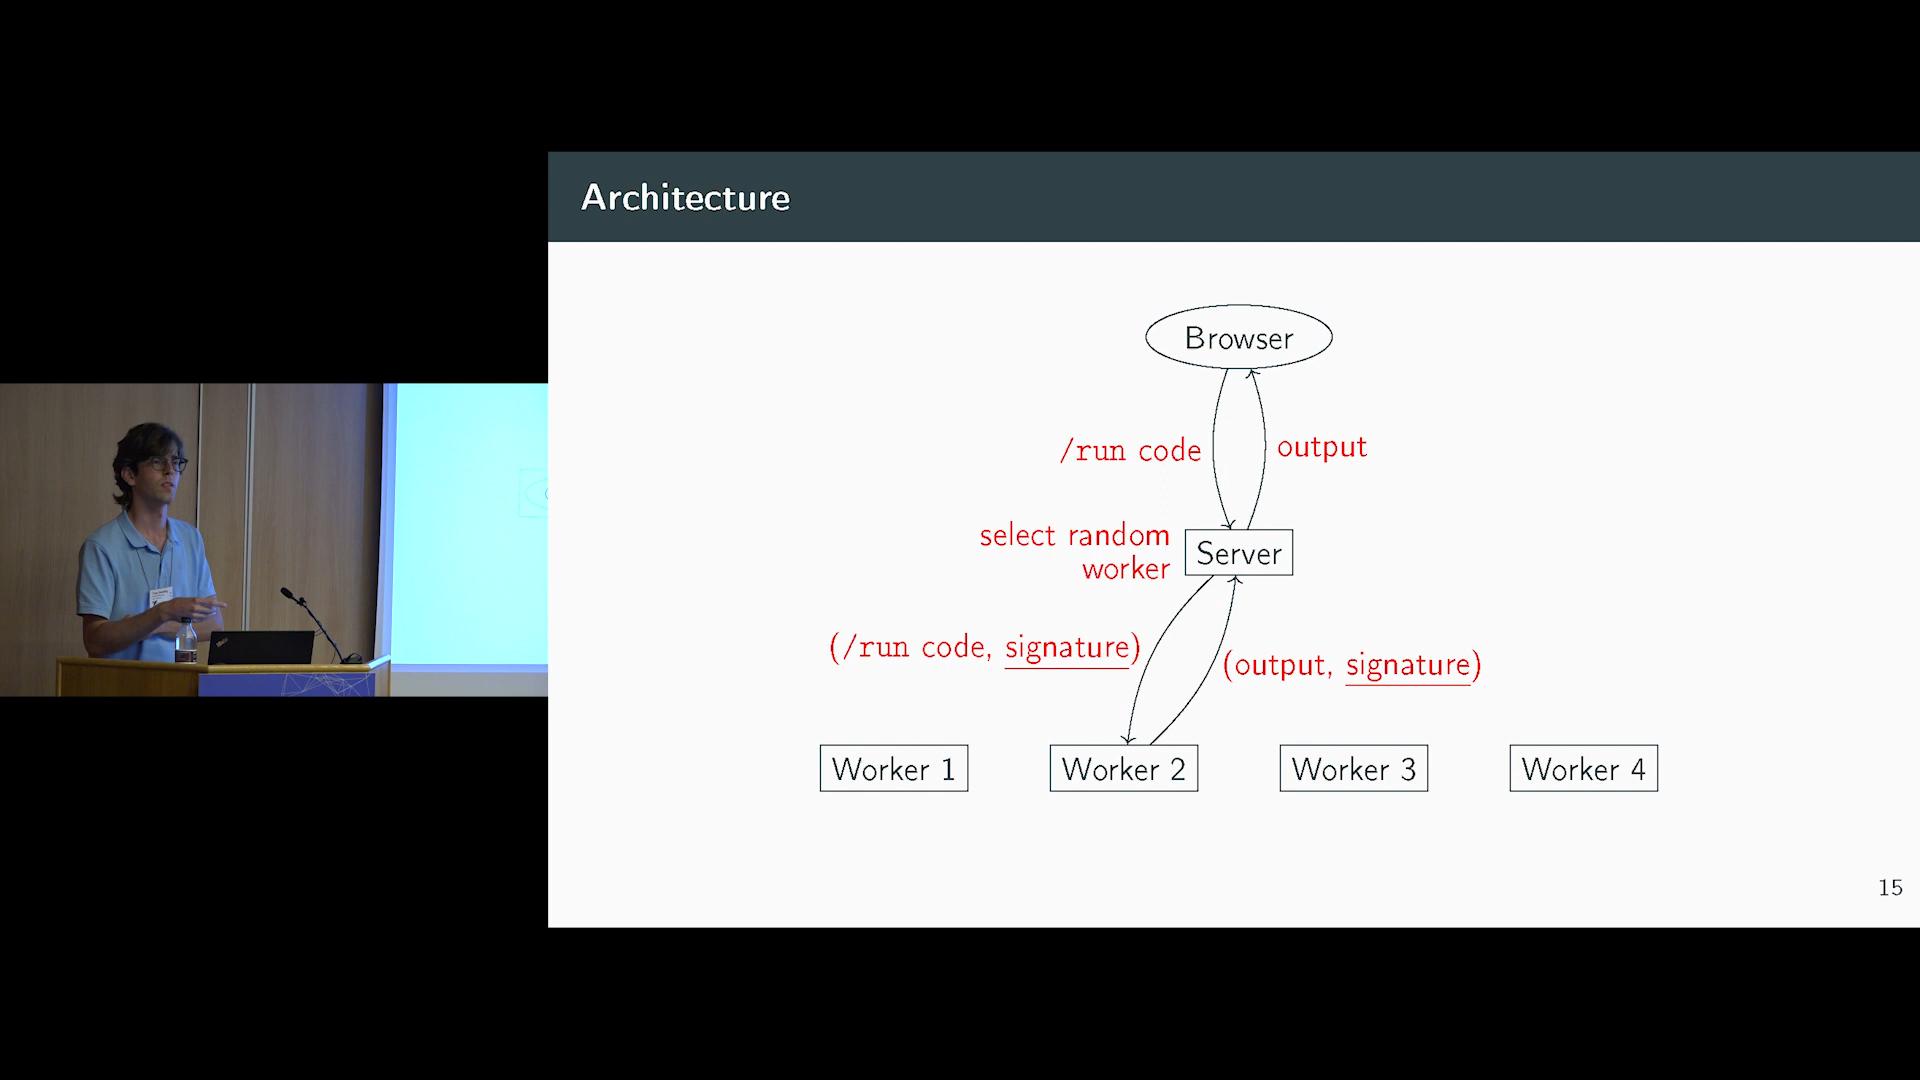 Architecture
Browser
/run code
output
select random
worker
Server
(/run code, signature)
(output, signature)
Worker 1
Worker 2
Worker 3
Worker 4
15